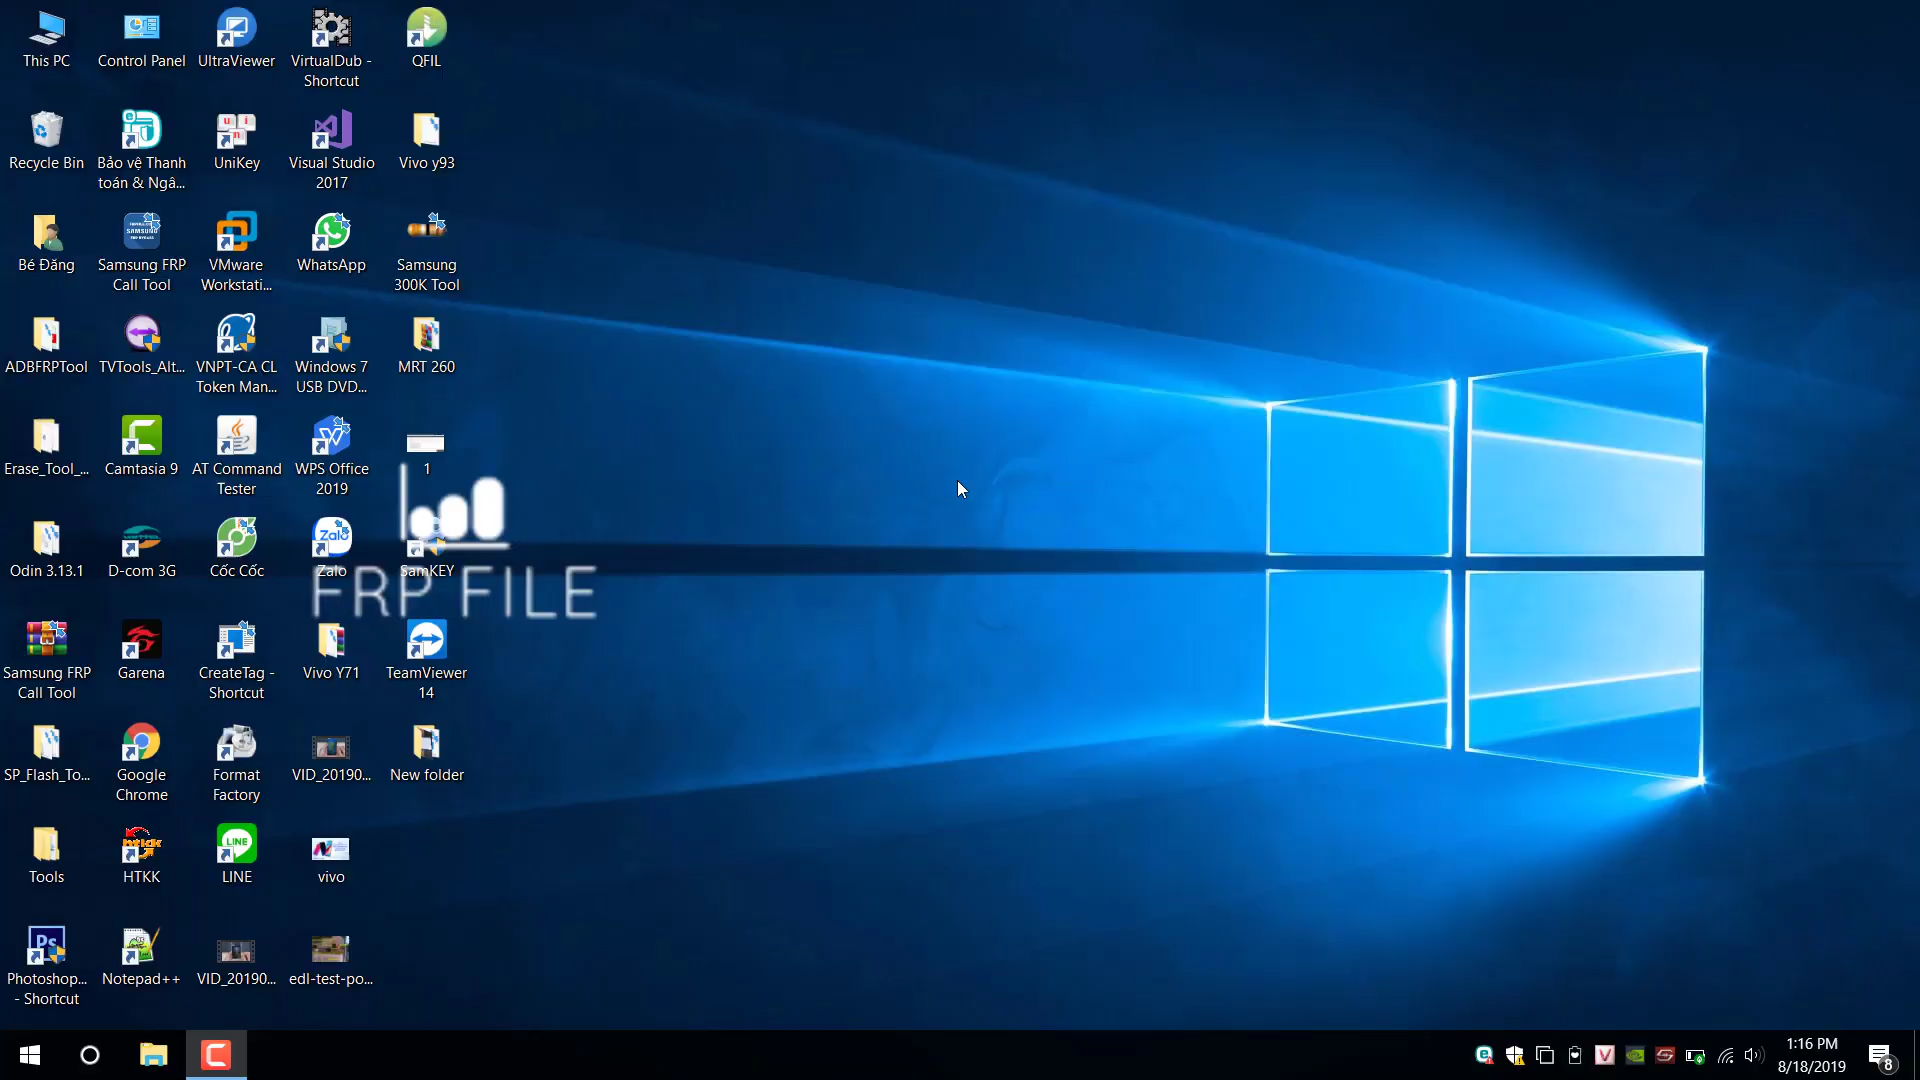 This PC
Control Panel
UltraViewer
VirtualDub -
Shortcut
QFIL
Recycle Bin
Bảo vệ Thanh
toán & Ngâ...
UniKey
Visual Studio
2017
Vivo y93
Bé Đăng
Samsung FRP
Call Tool
VMware
Workstati...
WhatsApp
Samsung
300K Tool
ADBFRPTool
TVTools_Alt...
VNPT-CA CL
Token Man...
Windows 7
USB DVD...
MRT 260
Erase_Tool_...
Camtasia 9
AT Command
Tester
WPS Office
2019
1
Odin 3.13.1
D-com 3G
Cốc Cốc
Zalo
SamKEY
FRP FILE
Samsung FRP
Call Tool
Garena
CreateTag -
Shortcut
Vivo Y71
TeamViewer
14
SP_Flash_To...
Google
Chrome
Format
Factory
VID_20190...
New folder
Tools
HTKK
LINE
vivo
Photoshop...
- Shortcut
Notepad++
VID_20190...
edl-test-po...
1:16 PM
8/18/2019
8